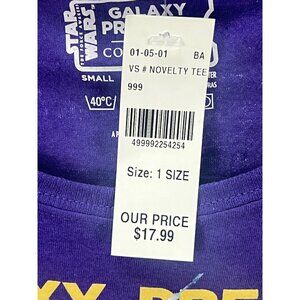 STAR WARS
GALAXY
SMALL
40°C
01-05-01 BA
VS # NOVELTY TEE
999
499992254254
Size: 1 SIZE
OUR PRICE
$17.99